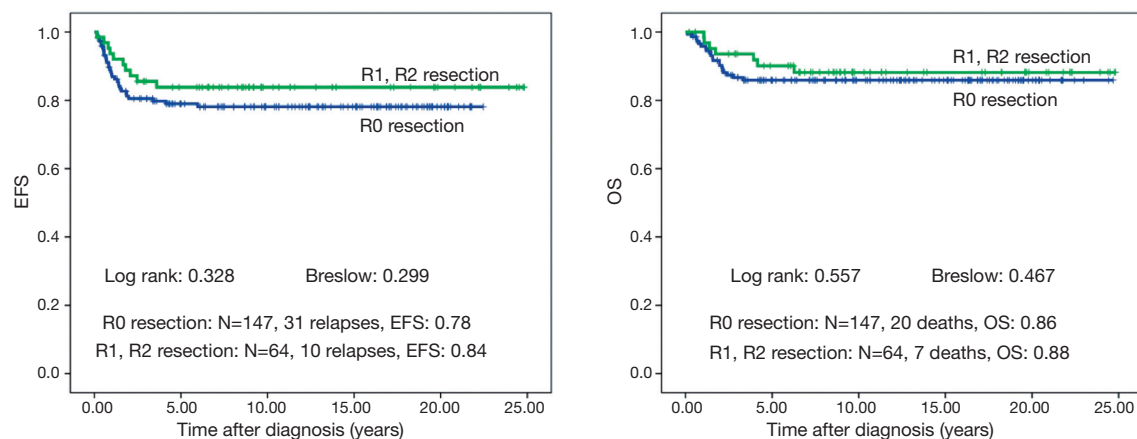 EFS
1.0
0.8
0.6
0.4
0.2
0.0
R1, R2 resection
R0 resection
Log rank: 0.328 Breslow: 0.299
R0 resection: N=147, 31 relapses, EFS: 0.78
R1, R2 resection: N=64, 10 relapses, EFS: 0.84
0.00 5.00 10.00 15.00 20.00 25.00
Time after diagnosis (years)
OS
1.0
0.8
0.6
0.4
0.2
0.0
R1, R2 resection
R0 resection
Log rank: 0.557 Breslow: 0.467
R0 resection: N=147, 20 deaths, OS: 0.86
R1, R2 resection: N=64, 7 deaths, OS: 0.88
0.00 5.00 10.00 15.00 20.00 25.00
Time after diagnosis (years)